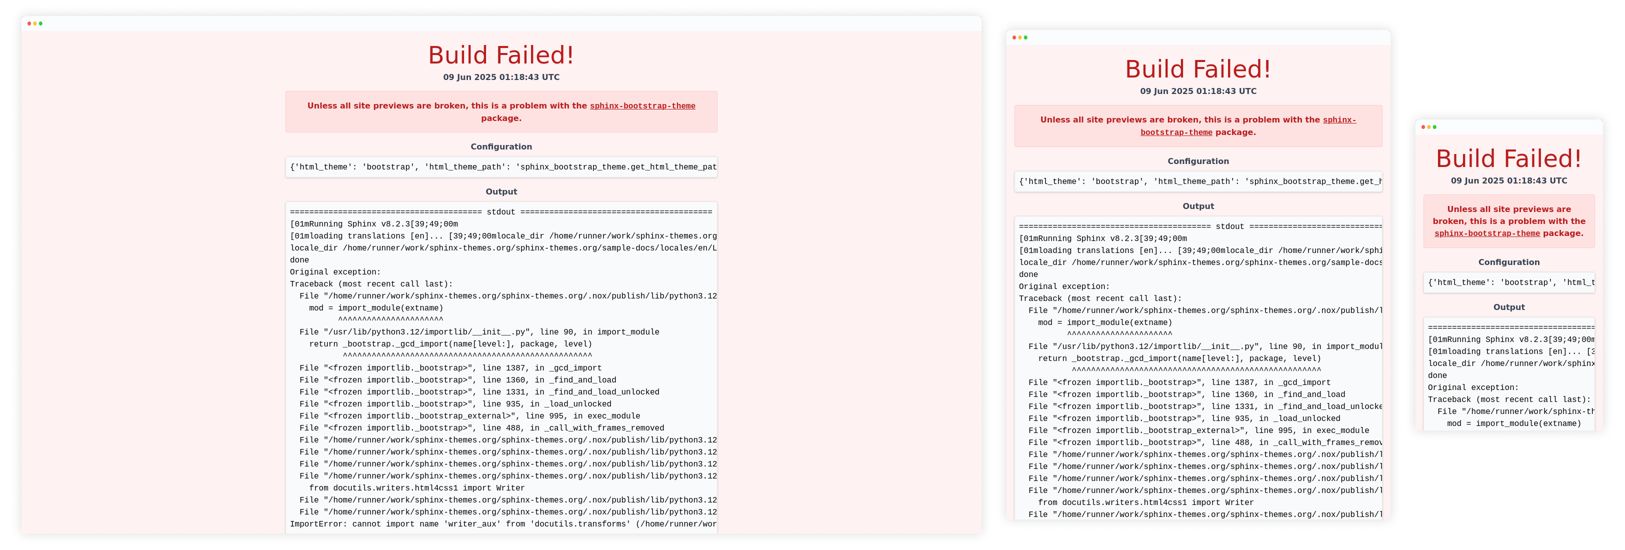 Build Failed!
09 Jun 2025 01:18:43 UTC
Unless all site previews are broken, this is a problem with the sphinx-bootstrap-theme
package.
Configuration
{'html_theme': 'bootstrap', 'html_theme_path': 'sphinx_bootstrap_theme.get_html_theme_pat
Output
======================================== stdout ========================================
[01mRunning Sphinx v8.2.3[39;49;00m
[01mloading translations [en]... [39;49;00mlocale_dir /home/runner/work/sphinx-themes.org
locale_dir /home/runner/work/sphinx-themes.org/sphinx-themes.org/sample-docs/locales/en/L
done
Original exception:
Traceback (most recent call last):
  File "/home/runner/work/sphinx-themes.org/sphinx-themes.org/.nox/publish/lib/python3.12
    mod = import_module(extname)
          ^^^^^^^^^^^^^^^^^^^^^^
  File "/usr/lib/python3.12/importlib/__init__.py", line 90, in import_module
    return _bootstrap._gcd_import(name[level:], package, level)
           ^^^^^^^^^^^^^^^^^^^^^^^^^^^^^^^^^^^^^^^^^^^^^^^^^^^^
  File "<frozen importlib._bootstrap>", line 1387, in _gcd_import
  File "<frozen importlib._bootstrap>", line 1360, in _find_and_load
  File "<frozen importlib._bootstrap>", line 1331, in _find_and_load_unlocked
  File "<frozen importlib._bootstrap>", line 935, in _load_unlocked
  File "<frozen importlib._bootstrap_external>", line 995, in exec_module
  File "<frozen importlib._bootstrap>", line 488, in _call_with_frames_removed
  File "/home/runner/work/sphinx-themes.org/sphinx-themes.org/.nox/publish/lib/python3.12
  File "/home/runner/work/sphinx-themes.org/sphinx-themes.org/.nox/publish/lib/python3.12
  File "/home/runner/work/sphinx-themes.org/sphinx-themes.org/.nox/publish/lib/python3.12
  File "/home/runner/work/sphinx-themes.org/sphinx-themes.org/.nox/publish/lib/python3.12
    from docutils.writers.html4css1 import Writer
  File "/home/runner/work/sphinx-themes.org/sphinx-themes.org/.nox/publish/lib/python3.12
  File "/home/runner/work/sphinx-themes.org/sphinx-themes.org/.nox/publish/lib/python3.12
ImportError: cannot import name 'writer_aux' from 'docutils.transforms' (/home/runner/wor
Build Failed!
09 Jun 2025 01:18:43 UTC
Unless all site previews are broken, this is a problem with the sphinx-
bootstrap-theme package.
Configuration
{'html_theme': 'bootstrap', 'html_theme_path': 'sphinx_bootstrap_theme.get_h
Output
======================================== stdout ============================
[01mRunning Sphinx v8.2.3[39;49;00m
[01mloading translations [en]... [39;49;00mlocale_dir /home/runner/work/sphi
locale_dir /home/runner/work/sphinx-themes.org/sphinx-themes.org/sample-docs
done
Original exception:
Traceback (most recent call last):
  File "/home/runner/work/sphinx-themes.org/sphinx-themes.org/.nox/publish/l
    mod = import_module(extname)
          ^^^^^^^^^^^^^^^^^^^^^^
  File "/usr/lib/python3.12/importlib/__init__.py", line 90, in import_modul
    return _bootstrap._gcd_import(name[level:], package, level)
           ^^^^^^^^^^^^^^^^^^^^^^^^^^^^^^^^^^^^^^^^^^^^^^^^^^^^
  File "<frozen importlib._bootstrap>", line 1387, in _gcd_import
  File "<frozen importlib._bootstrap>", line 1360, in _find_and_load
  File "<frozen importlib._bootstrap>", line 1331, in _find_and_load_unlocke
  File "<frozen importlib._bootstrap>", line 935, in _load_unlocked
  File "<frozen importlib._bootstrap_external>", line 995, in exec_module
  File "<frozen importlib._bootstrap>", line 488, in _call_with_frames_remov
  File "/home/runner/work/sphinx-themes.org/sphinx-themes.org/.nox/publish/l
  File "/home/runner/work/sphinx-themes.org/sphinx-themes.org/.nox/publish/l
  File "/home/runner/work/sphinx-themes.org/sphinx-themes.org/.nox/publish/l
  File "/home/runner/work/sphinx-themes.org/sphinx-themes.org/.nox/publish/l
    from docutils.writers.html4css1 import Writer
  File "/home/runner/work/sphinx-themes.org/sphinx-themes.org/.nox/publish/l
Build Failed!
09 Jun 2025 01:18:43 UTC
Unless all site previews are
broken, this is a problem with the
sphinx-bootstrap-theme package.
Configuration
{'html_theme': 'bootstrap', 'html_t
Output
===================================
[01mRunning Sphinx v8.2.3[39;49;00m
[01mloading translations [en]... [3
locale_dir /home/runner/work/sphinx
done
Original exception:
Traceback (most recent call last):
  File "/home/runner/work/sphinx-th
    mod = import_module(extname)